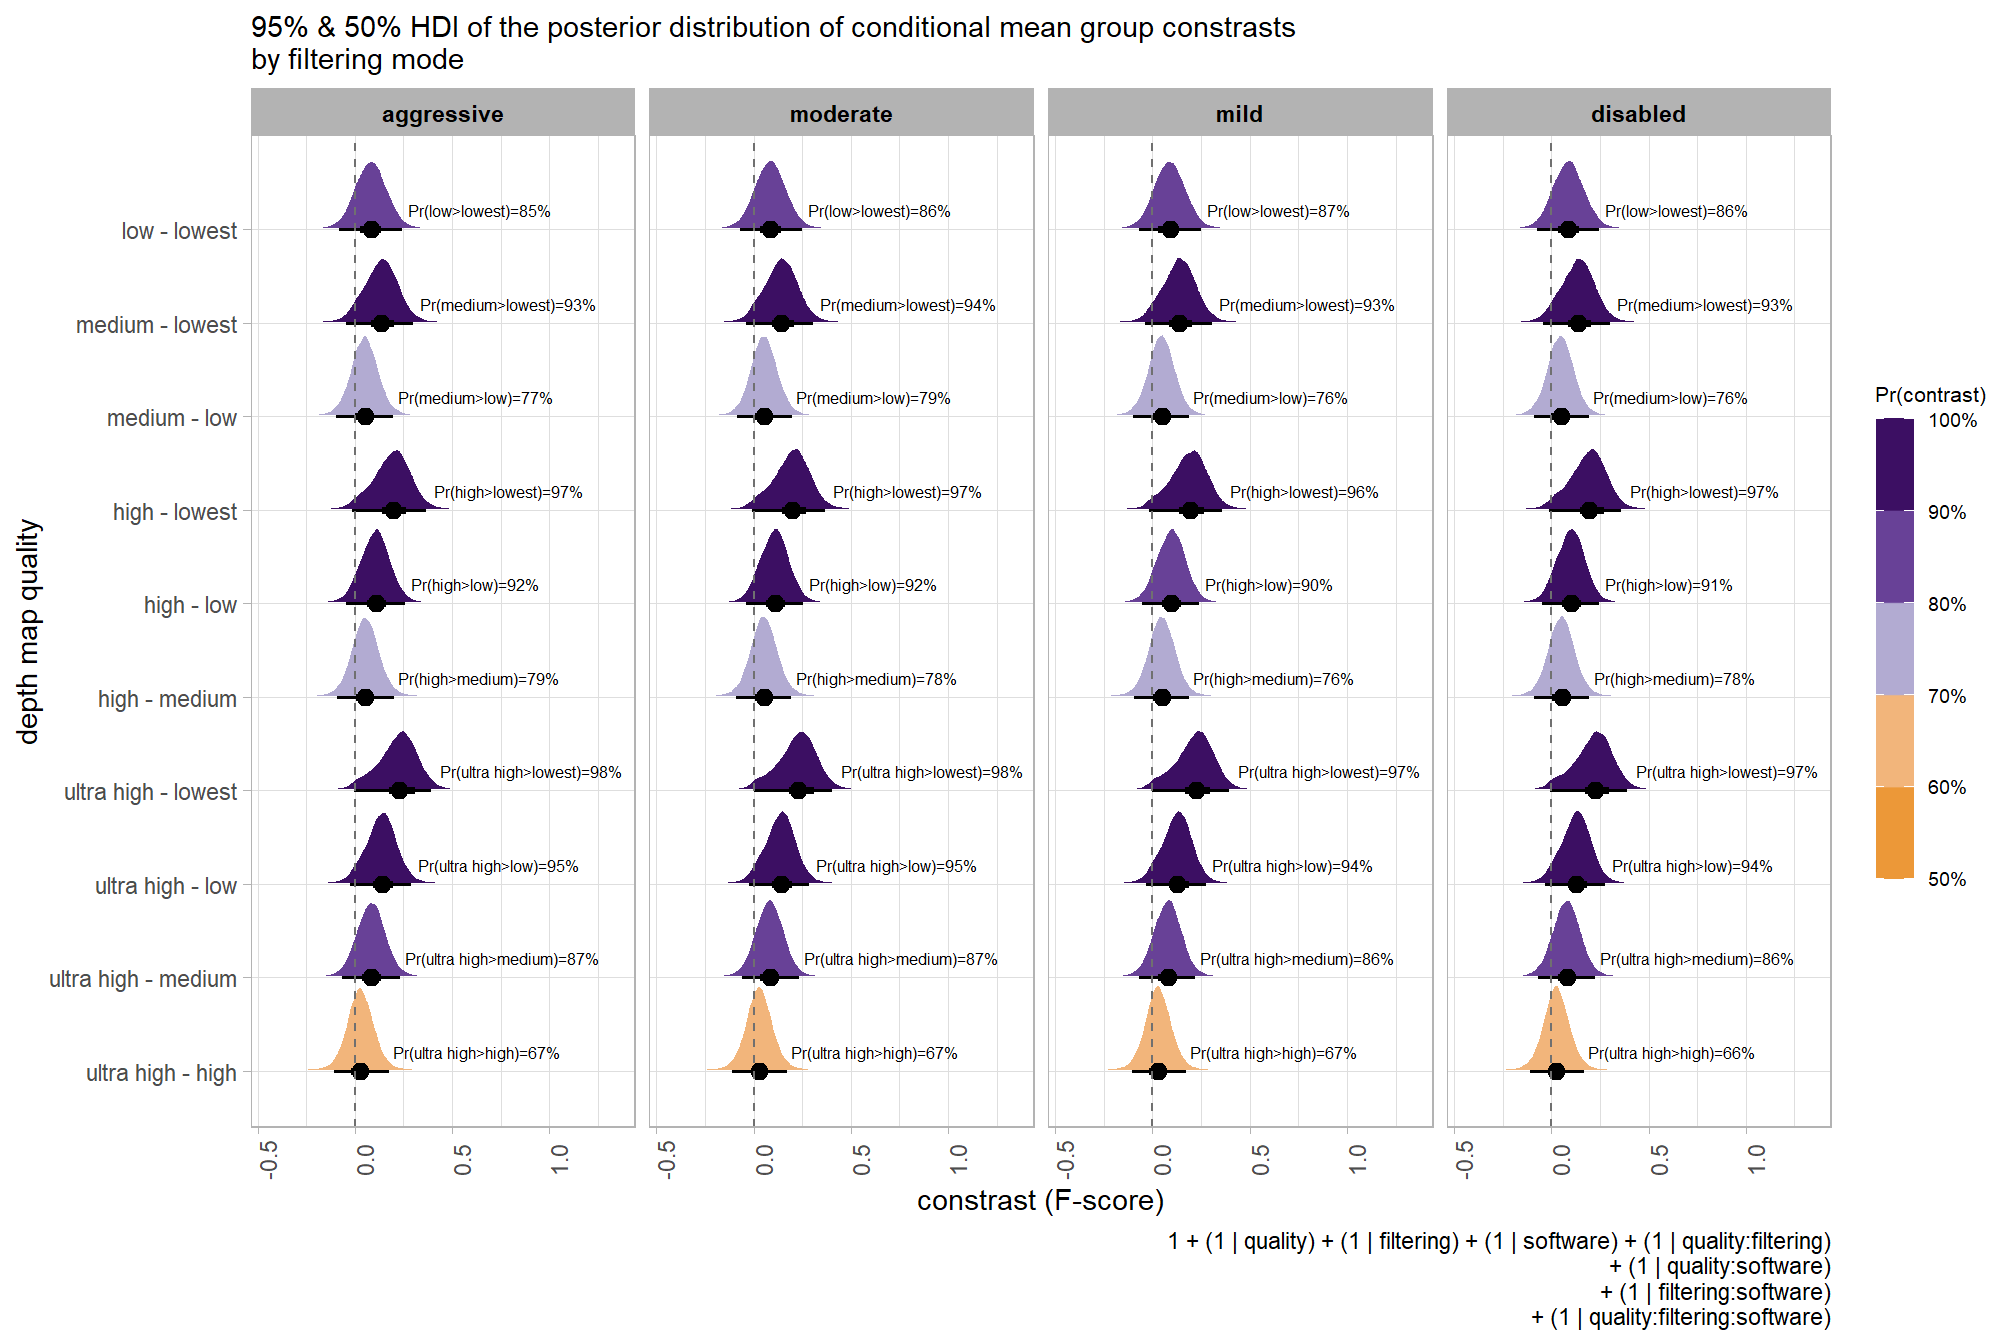 95% & 50% HDI of the posterior distribution of conditional mean group constrasts
by filtering mode
aggressive
moderate
mild
disabled
depth map quality
low - lowest
Pr(low>lowest)=85%
Pr(low>lowest)=86%
Pr(low>lowest)=87%
Pr(low>lowest)=86%
medium - lowest
Pr(medium>lowest)=93%
Pr(medium>lowest)=94%
Pr(medium>lowest)=93%
Pr(medium>lowest)=93%
medium - low
Pr(medium>low)=77%
Pr(medium>low)=79%
Pr(medium>low)=76%
Pr(medium>low)=76%
high - lowest
Pr(high>lowest)=97%
Pr(high>lowest)=97%
Pr(high>lowest)=96%
Pr(high>lowest)=97%
high - low
Pr(high>low)=92%
Pr(high>low)=92%
Pr(high>low)=90%
Pr(high>low)=91%
high - medium
Pr(high>medium)=79%
Pr(high>medium)=78%
Pr(high>medium)=76%
Pr(high>medium)=78%
ultra high - lowest
Pr(ultra high>lowest)=98%
Pr(ultra high>lowest)=98%
Pr(ultra high>lowest)=97%
Pr(ultra high>lowest)=97%
ultra high - low
Pr(ultra high>low)=95%
Pr(ultra high>low)=95%
Pr(ultra high>low)=94%
Pr(ultra high>low)=94%
ultra high - medium
Pr(ultra high>medium)=87%
Pr(ultra high>medium)=87%
Pr(ultra high>medium)=86%
Pr(ultra high>medium)=86%
ultra high - high
Pr(ultra high>high)=67%
Pr(ultra high>high)=67%
Pr(ultra high>high)=67%
Pr(ultra high>high)=66%
-0.5
0.0
0.5
1.0
-0.5
0.0
0.5
1.0
-0.5
0.0
0.5
1.0
-0.5
0.0
0.5
1.0
constrast (F-score)
Pr(contrast)
100%
90%
80%
70%
60%
50%
1 + (1 | quality) + (1 | filtering) + (1 | software) + (1 | quality:filtering)
+ (1 | quality:software)
+ (1 | filtering:software)
+ (1 | quality:filtering:software)